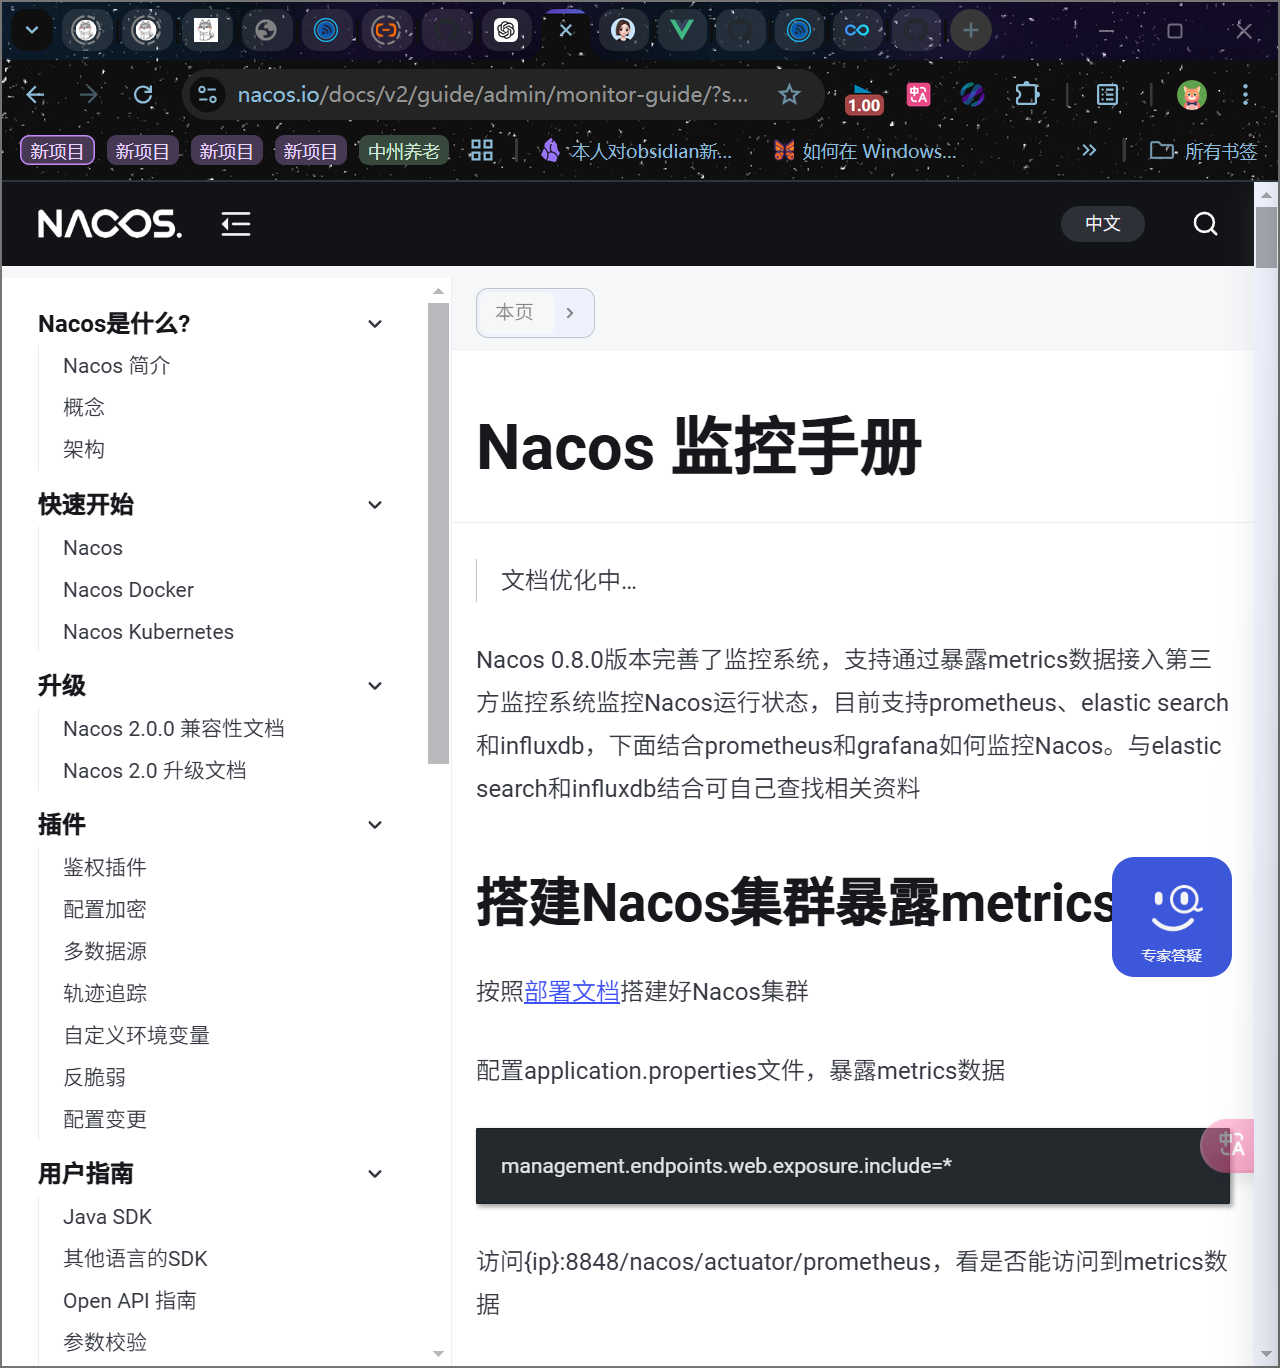 nacos.io/docs/v2/guide/admin/monitor-guide/?s...
1.00
新项目
新项目
新项目
新项目
中州养老
本人对obsidian新...
如何在 Windows...
所有书签
NACOS.
中文
Nacos是什么?
Nacos 简介
概念
架构
快速开始
Nacos
Nacos Docker
Nacos Kubernetes
升级
Nacos 2.0.0 兼容性文档
Nacos 2.0 升级文档
插件
鉴权插件
配置加密
多数据源
轨迹追踪
自定义环境变量
反脆弱
配置变更
用户指南
Java SDK
其他语言的SDK
Open API 指南
参数校验
本页
Nacos 监控手册
文档优化中…
Nacos 0.8.0版本完善了监控系统，支持通过暴露metrics数据接入第三
方监控系统监控Nacos运行状态，目前支持prometheus、elastic search
和influxdb，下面结合prometheus和grafana如何监控Nacos。与elastic
search和influxdb结合可自己查找相关资料
搭建Nacos集群暴露metrics
专家答疑
按照部署文档搭建好Nacos集群
配置application.properties文件，暴露metrics数据
management.endpoints.web.exposure.include=*
访问{ip}:8848/nacos/actuator/prometheus，看是否能访问到metrics数
据